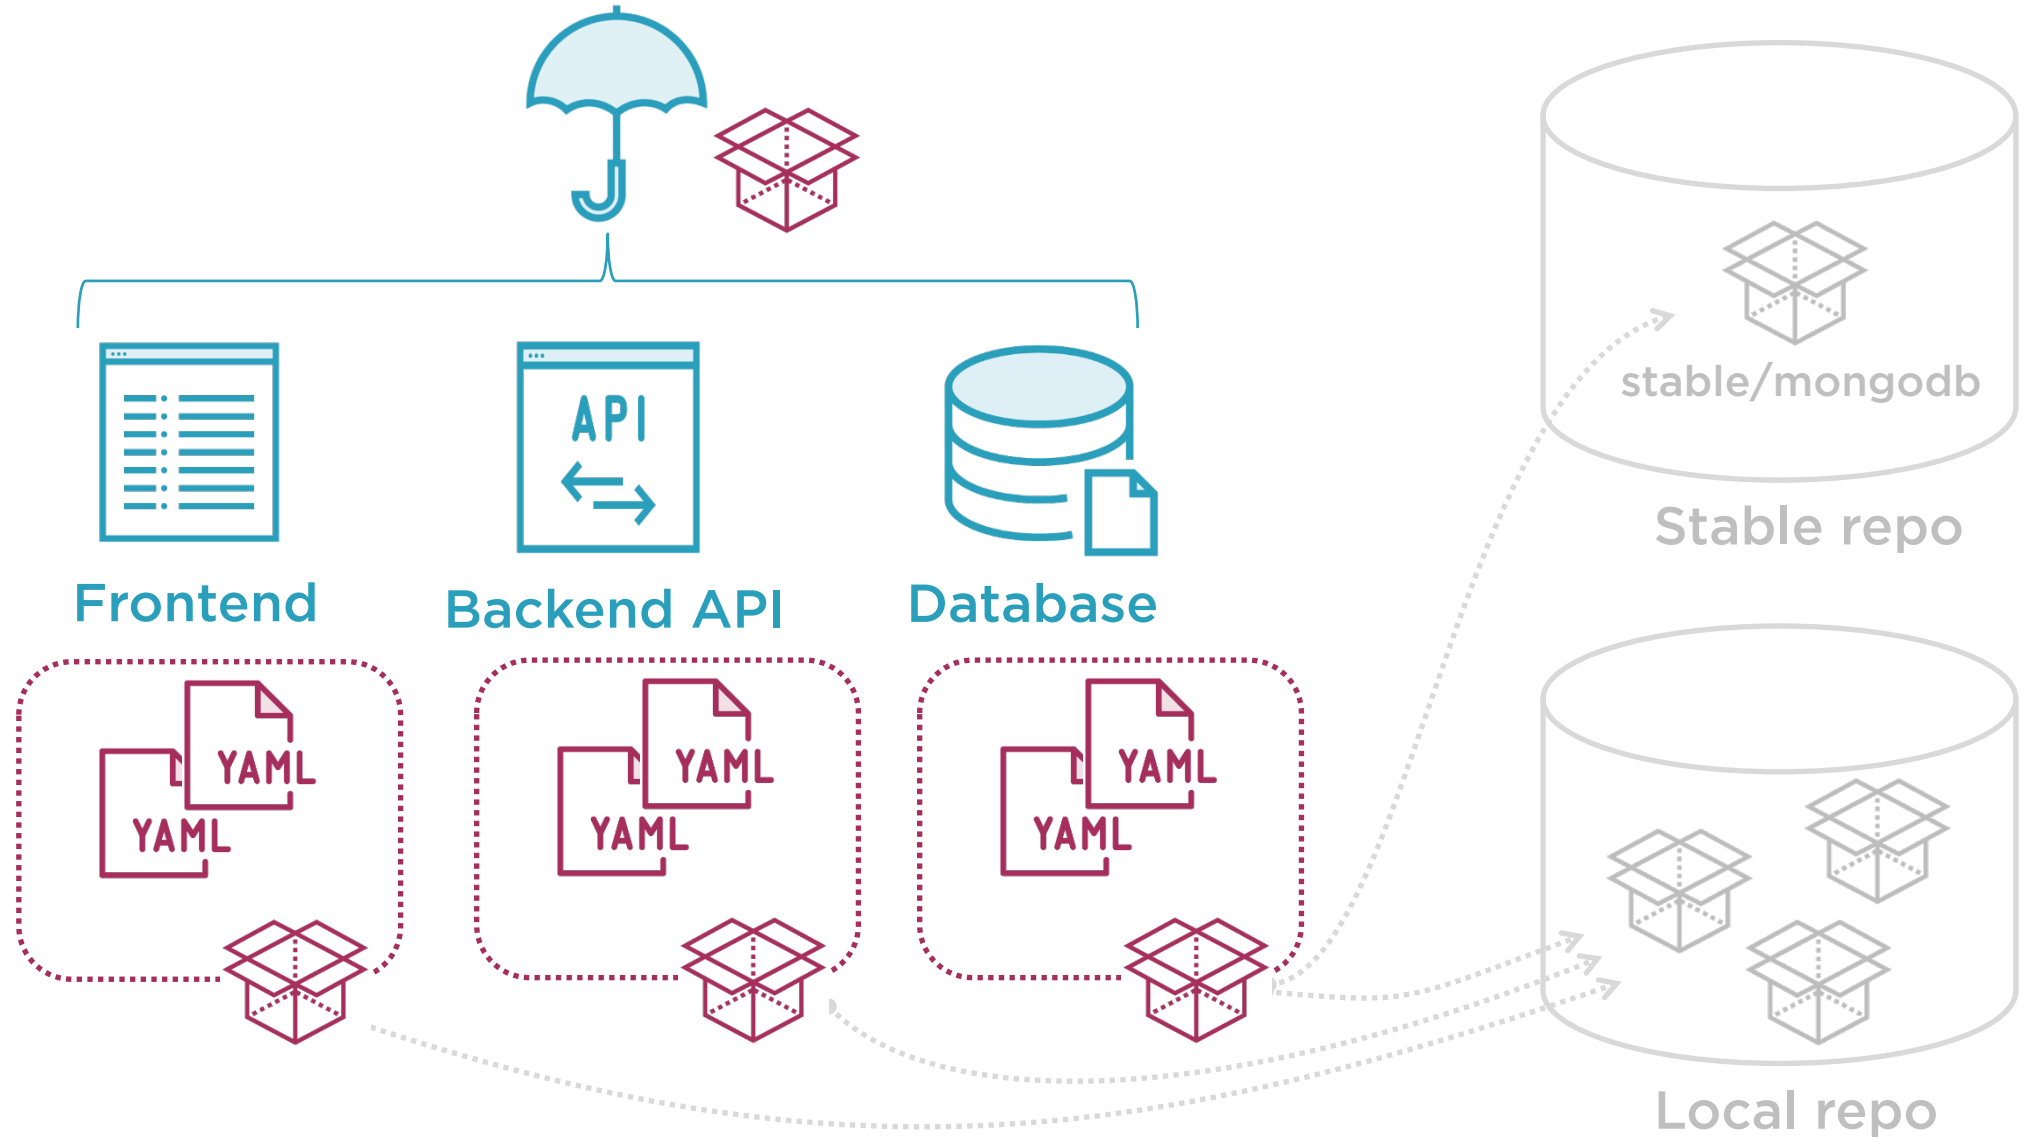 API
Frontend
Backend API
Database
YAML
YAML
YAML
YAML
YAML
YAML
stable/mongodb
Stable repo
Local repo